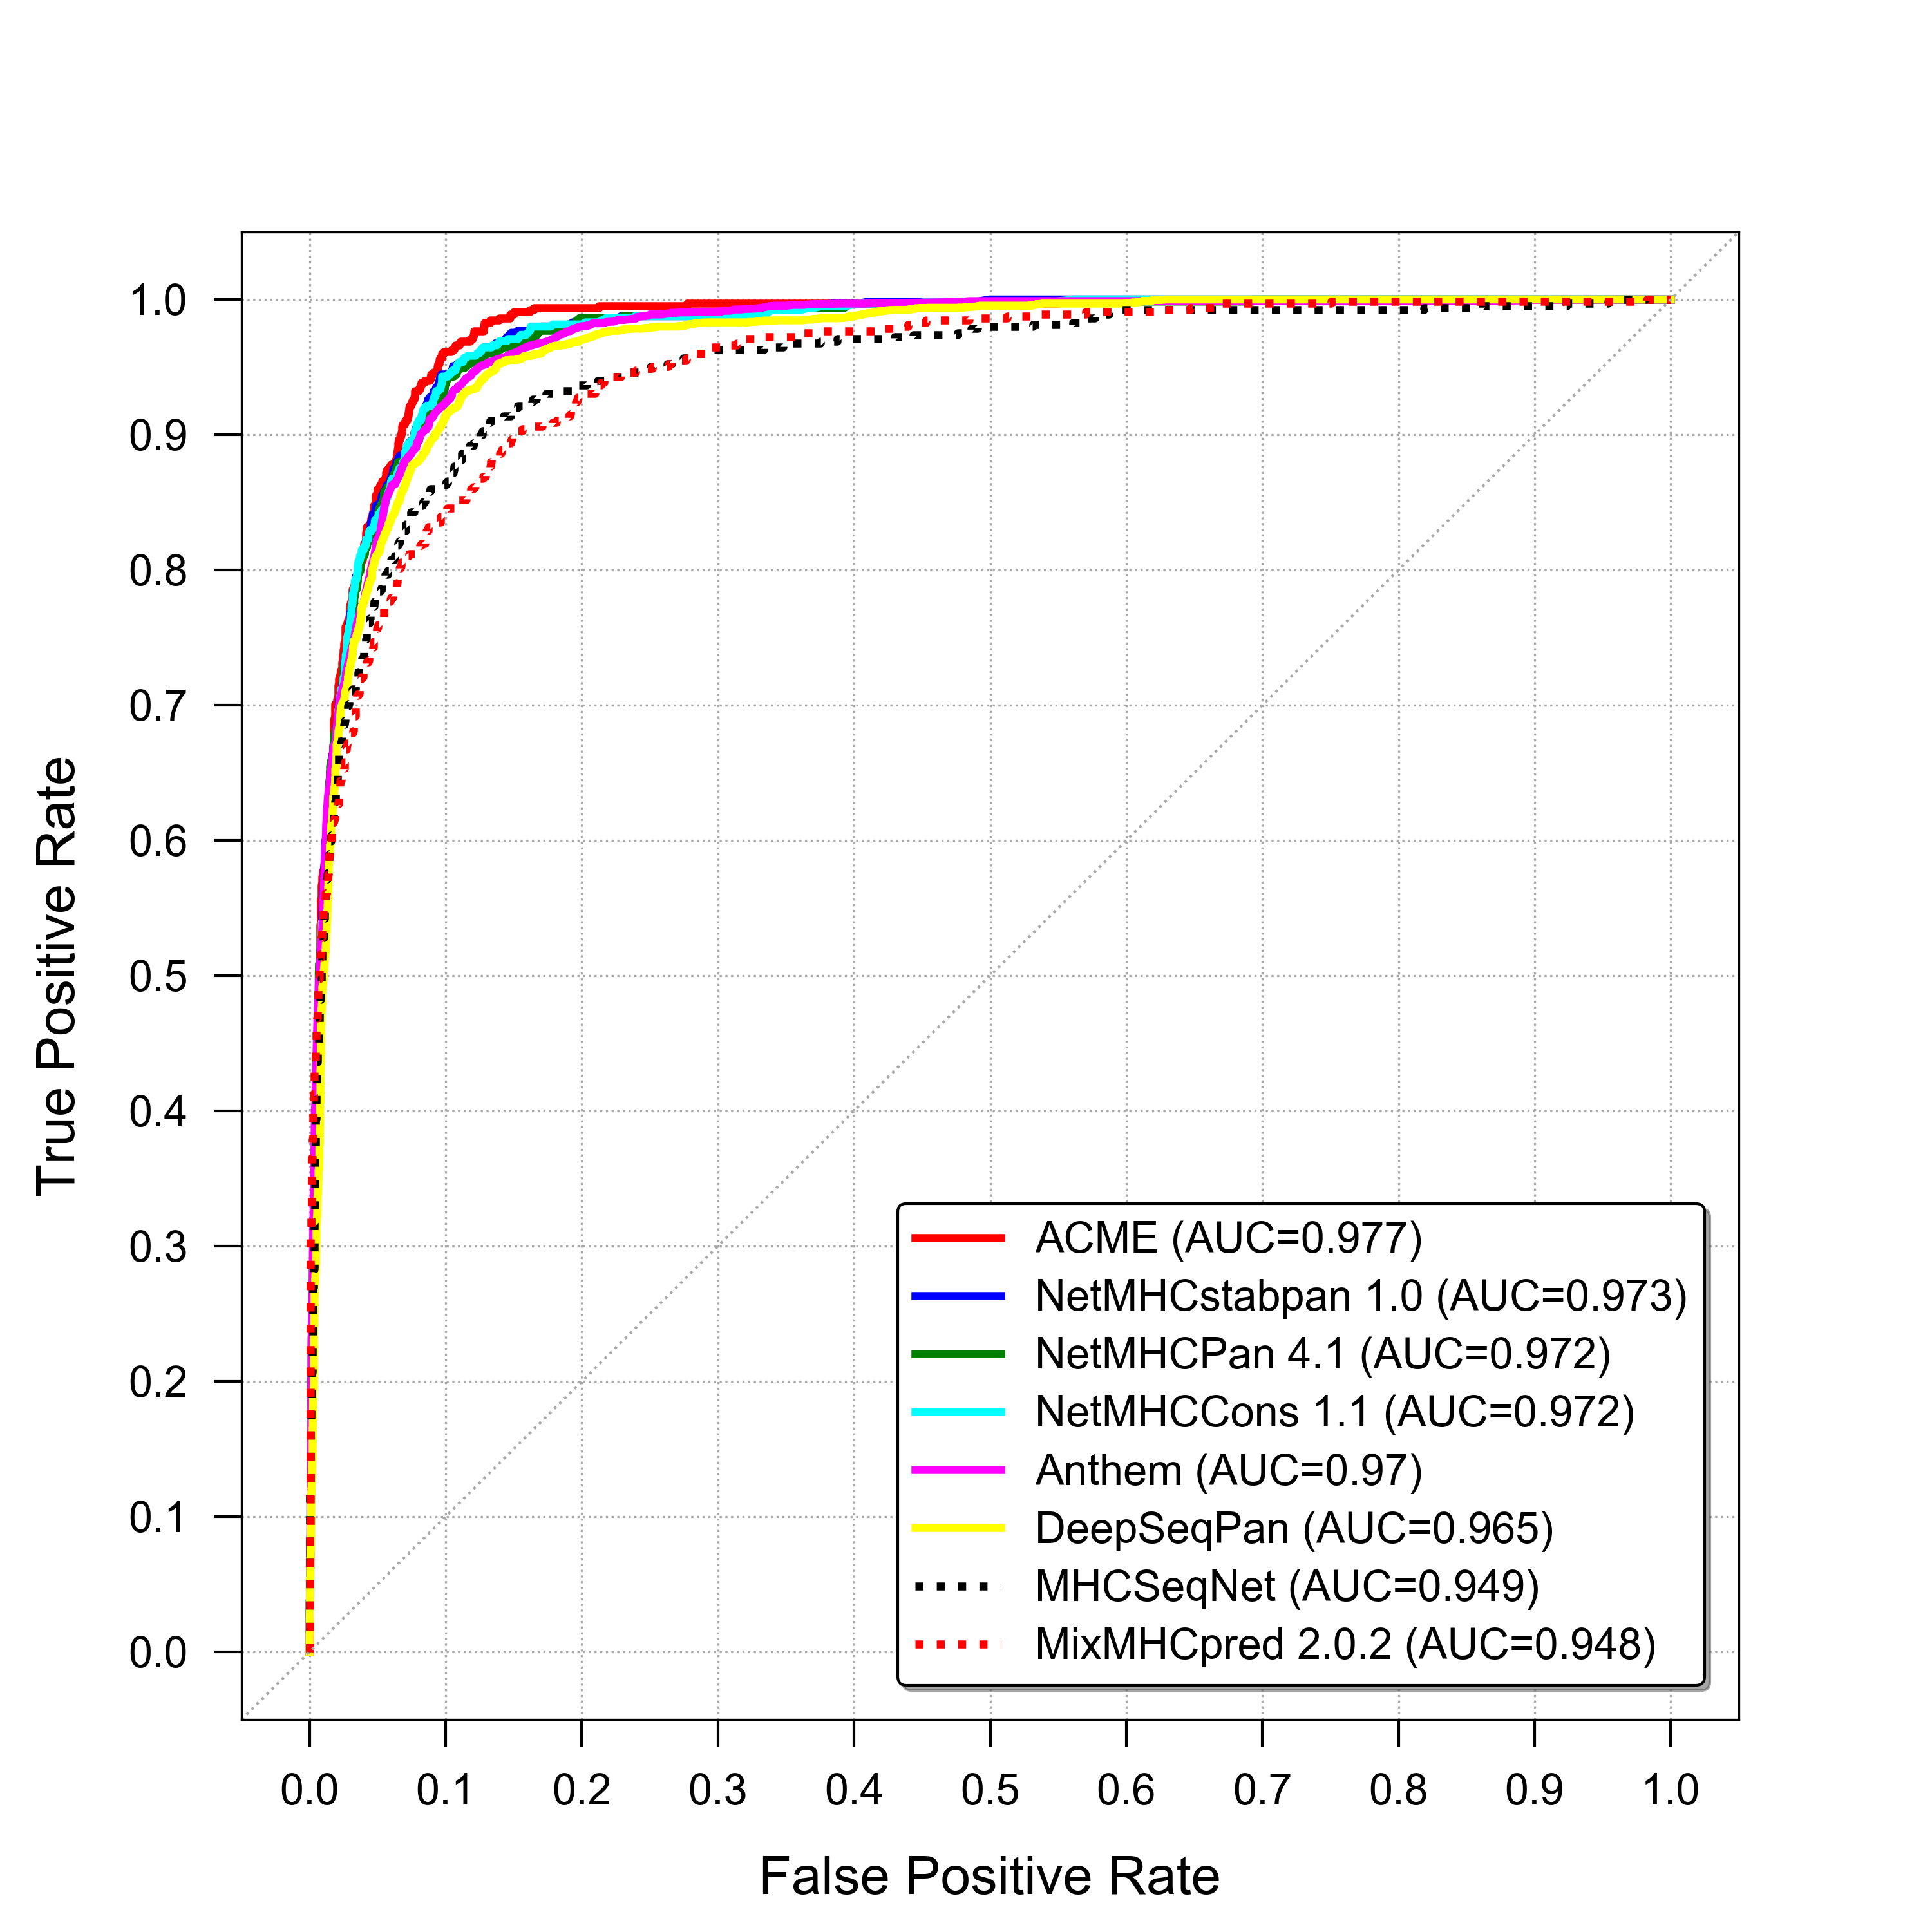 1.0
0.9
0.8
0.7
0.6
0.5
0.4
0.3
0.2
0.1
0.0
True Positive Rate
ACME (AUC=0.977)
NetMHCstabpan 1.0 (AUC=0.973)
NetMHCPan 4.1 (AUC=0.972)
NetMHCCons 1.1 (AUC=0.972)
Anthem (AUC=0.97)
DeepSeqPan (AUC=0.965)
MHCSeqNet (AUC=0.949)
MixMHCpred 2.0.2 (AUC=0.948)
0.0 0.1 0.2 0.3 0.4 0.5 0.6 0.7 0.8 0.9 1.0
False Positive Rate